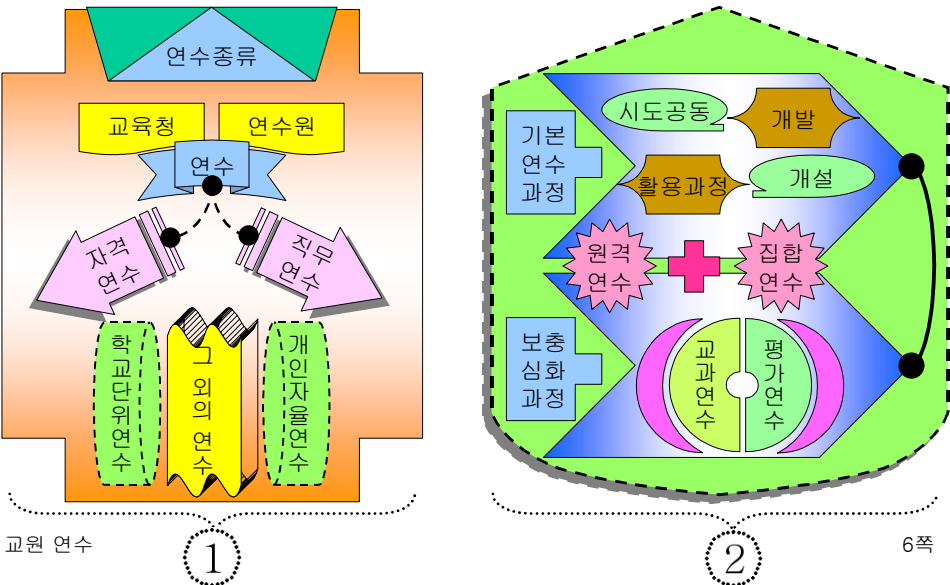 연수종류
교육청
연수원
연수
자격
연수
직무
연수
학교단위연수
그 외의 연수
개인자율연수
1
시도공동
개발
기본
연수
과정
활용과정
개설
원격
연수
집합
연수
보충
심화
과정
교과연수
평가연수
2
교원 연수
6쪽